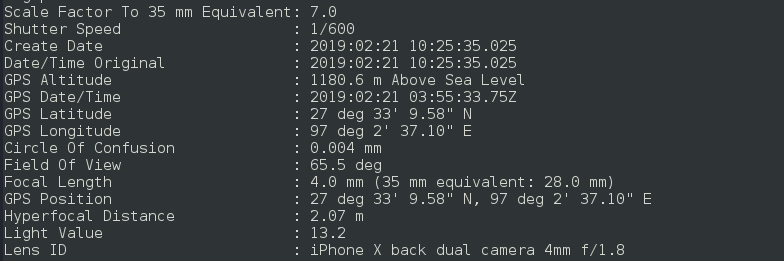 Scale Factor To 35 mm Equivalent: 7.0
Shutter Speed : 1/600
Create Date : 2019:02:21 10:25:35.025
Date/Time Original : 2019:02:21 10:25:35.025
GPS Altitude : 1180.6 m Above Sea Level
GPS Date/Time : 2019:02:21 03:55:33.75Z
GPS Latitude : 27 deg 33' 9.58" N
GPS Longitude : 97 deg 2' 37.10" E
Circle Of Confusion : 0.004 mm
Field Of View : 65.5 deg
Focal Length : 4.0 mm (35 mm equivalent: 28.0 mm)
GPS Position : 27 deg 33' 9.58" N, 97 deg 2' 37.10" E
Hyperfocal Distance : 2.07 m
Light Value : 13.2
Lens ID : iPhone X back dual camera 4mm f/1.8